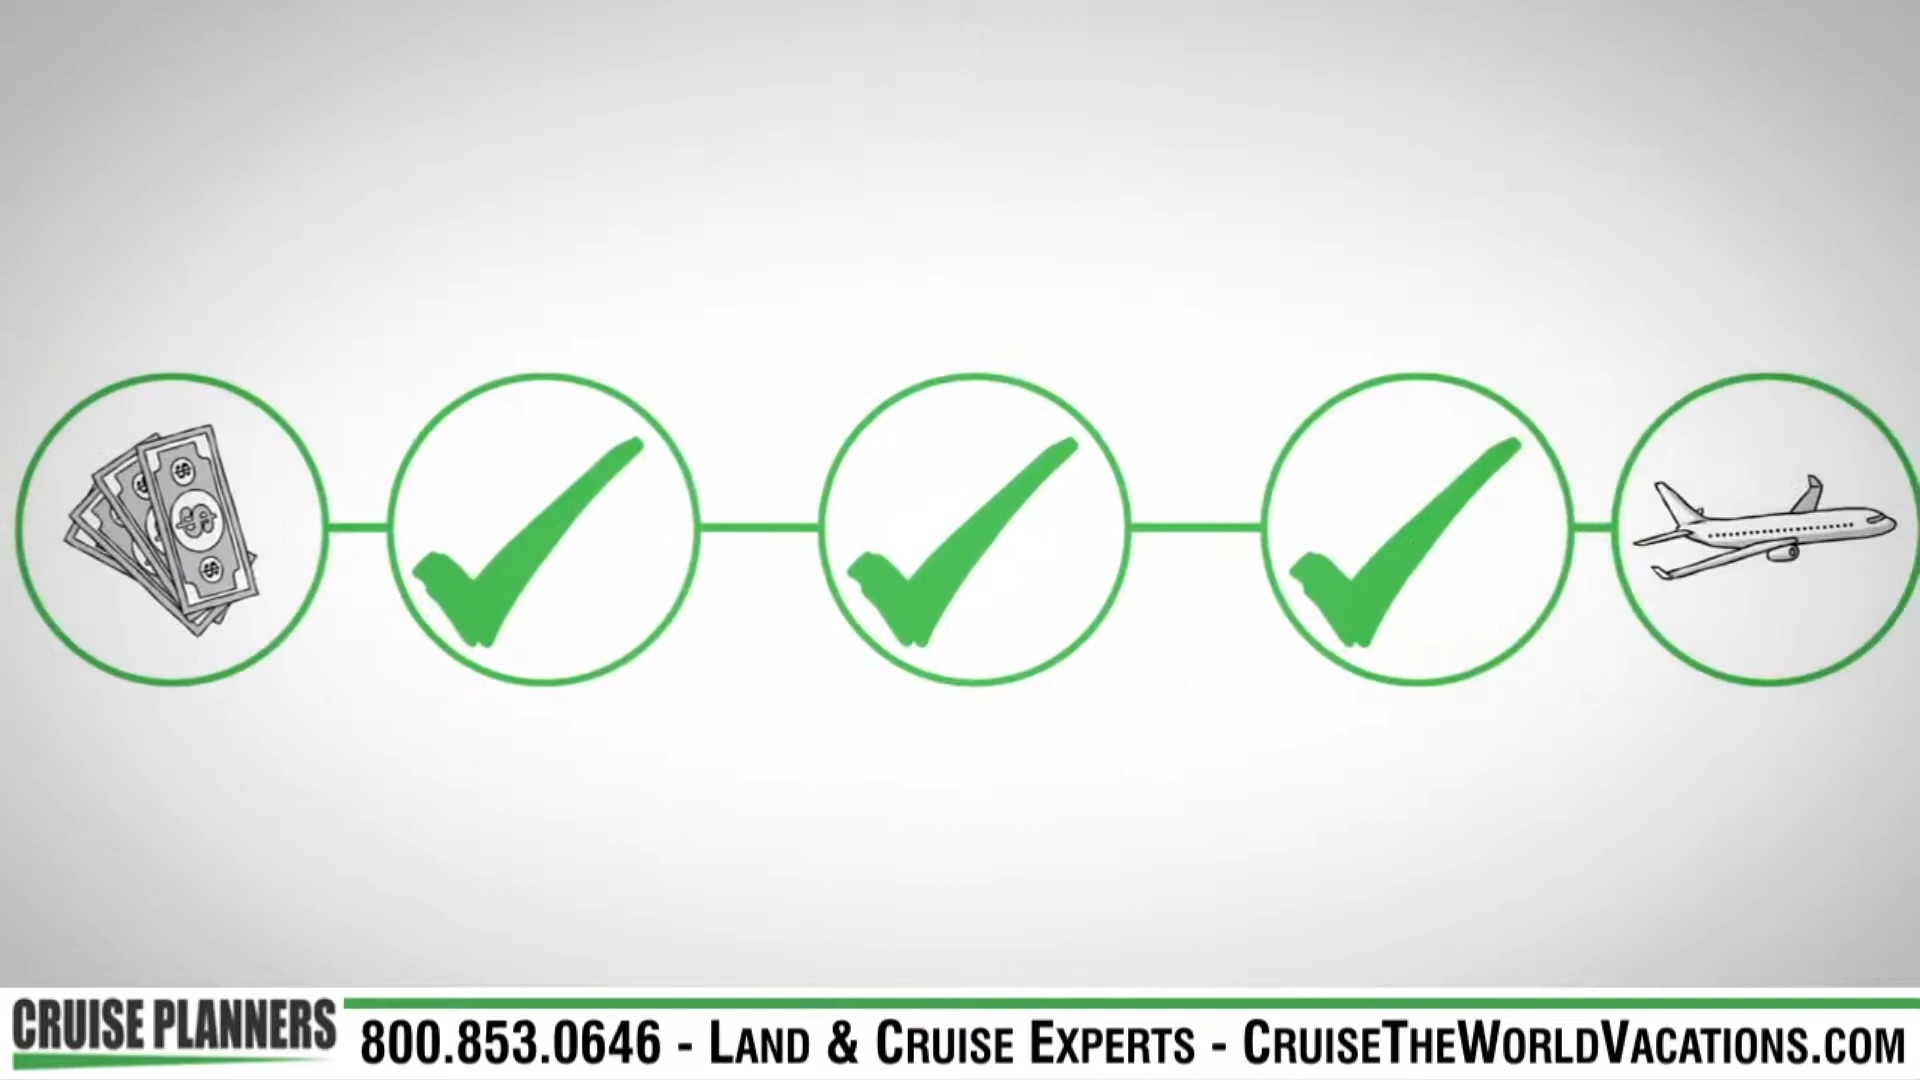 CRUISE PLANNERS
800.853.0646 - LAND & CRUISE EXPERTS - CRUISETHEWORLDVACATIONS.COM
$
$
$